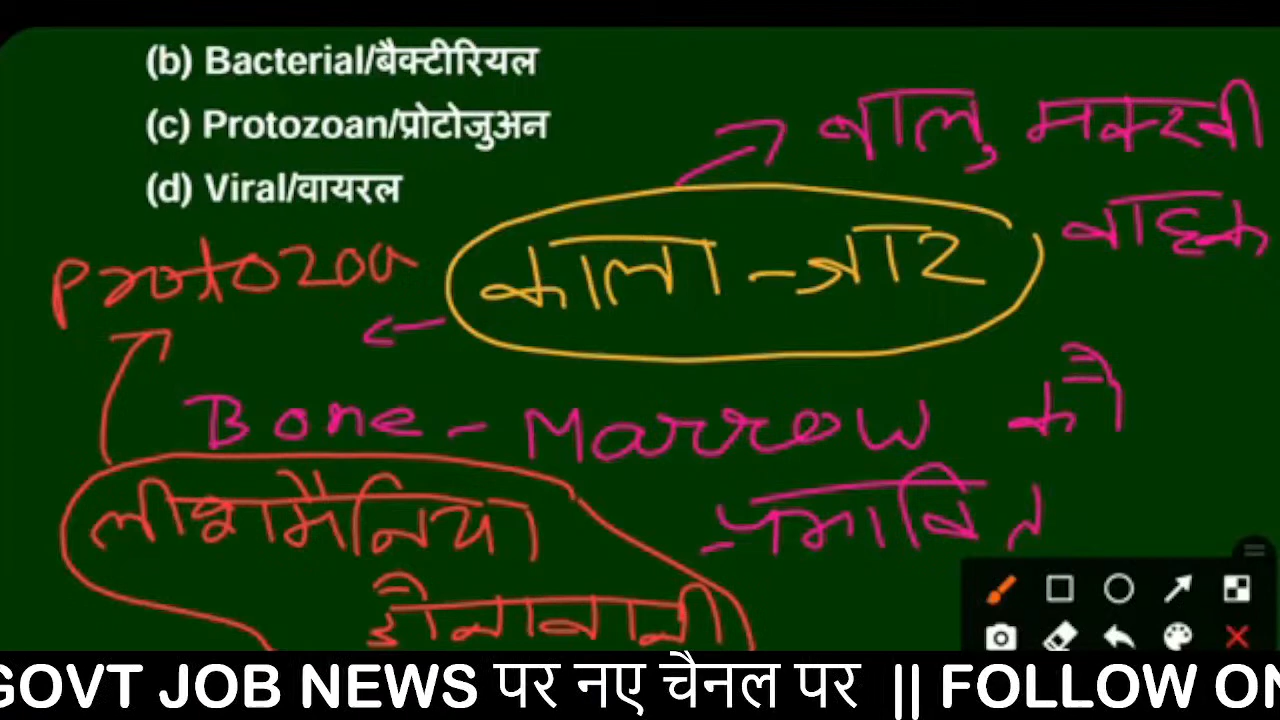 (b) Bacterial/बैक्टीरियल
(c) Protozoan/प्रोटोजुअन
(d) Viral/वायरल
बालु मक्खी
वाहक
काला-जार
Protozoa
Bone-Marrow को
प्रभावित
लीशमैनिया
डोनावानी
GOVT JOB NEWS पर नए चैनल पर || FOLLOW ON